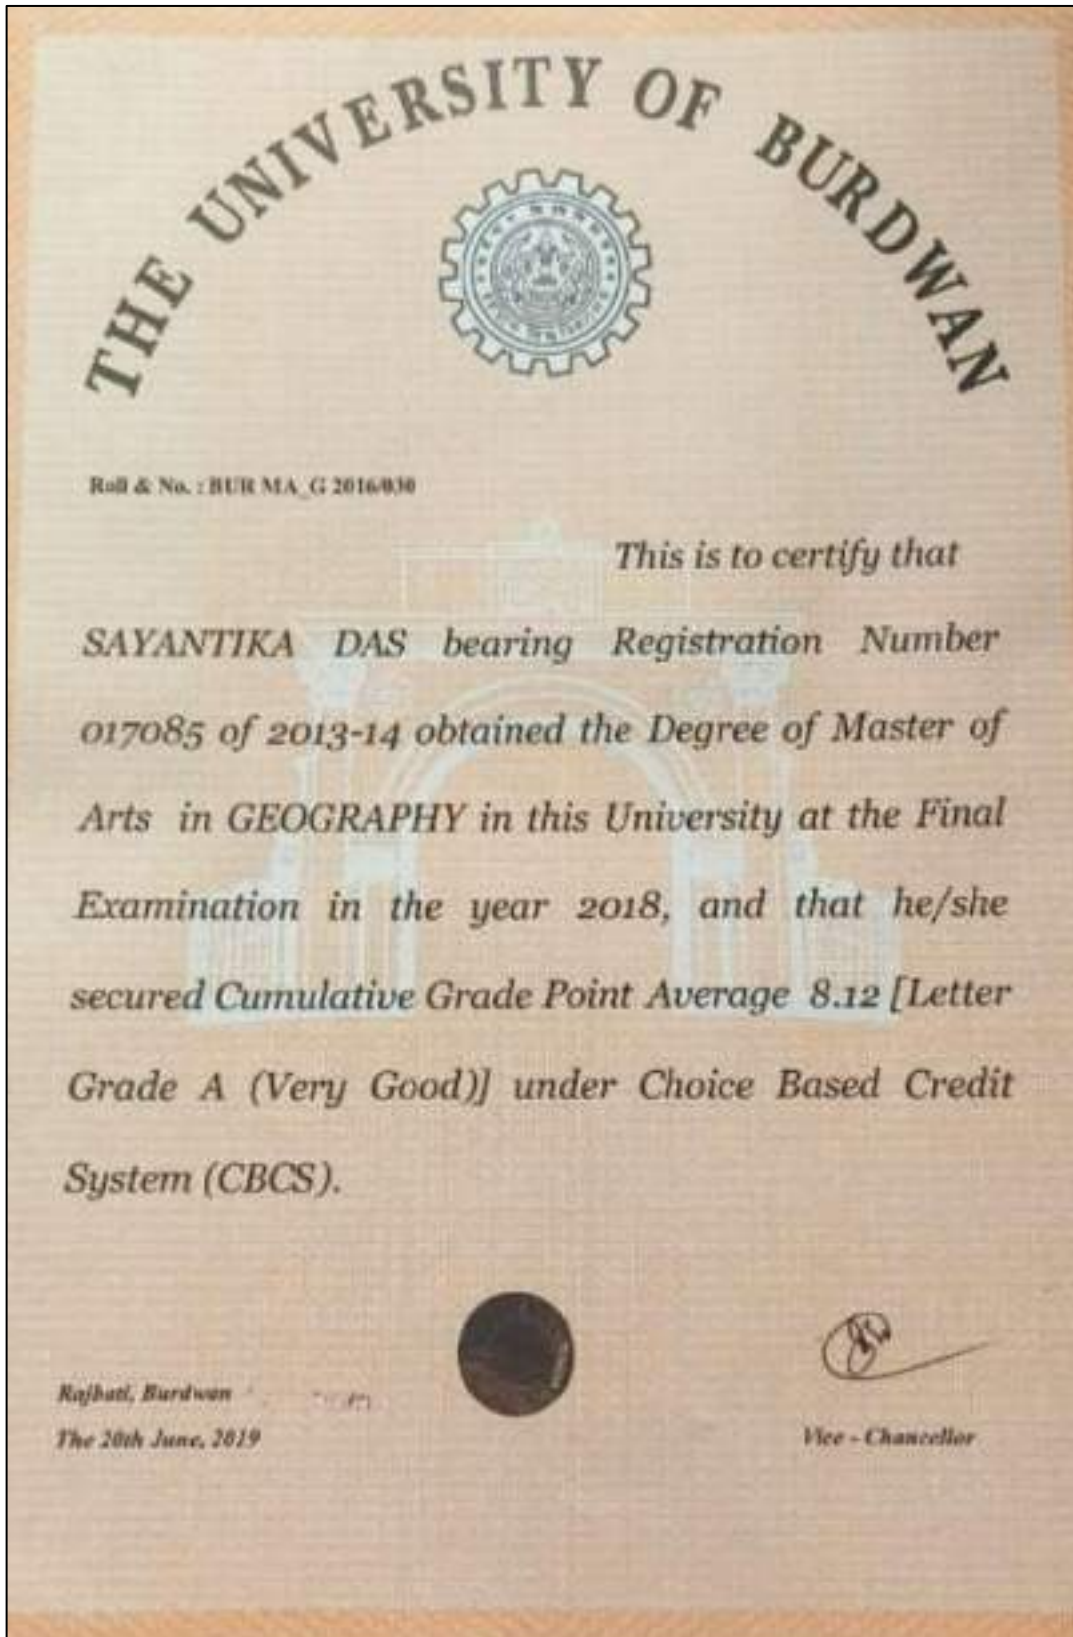 THE UNIVERSITY OF BURDWAN
Roll & No. : BUR MA_G 2016/030
This is to certify that
SAYANTIKA DAS bearing Registration Number
017085 of 2013-14 obtained the Degree of Master of
Arts in GEOGRAPHY in this University at the Final
Examination in the year 2018, and that he/she
secured Cumulative Grade Point Average 8.12 [Letter
Grade A (Very Good)] under Choice Based Credit
System (CBCS).
Rajbati, Burdwan
The 20th June, 2019
Vice - Chancellor